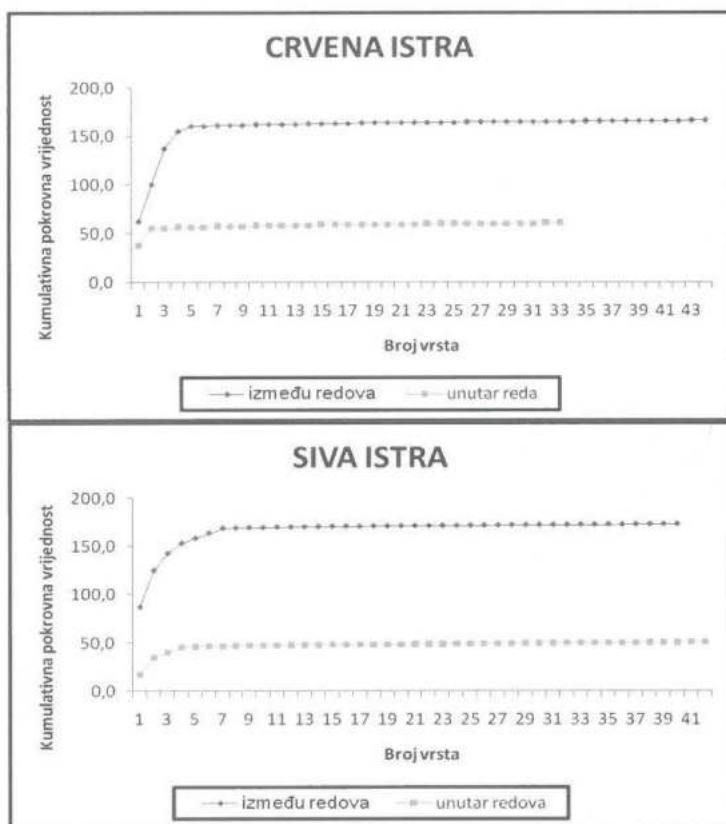 CRVENA ISTRA
Kumulativna pokrovna vrijednost
200,0
150,0
100,0
50,0
0,0
1 3 5 7 9 11 13 15 17 19 21 23 25 27 29 31 33 35 37 39 41 43
Broj vrsta
između redova unutar reda
SIVA ISTRA
Kumulativna pokrovna vrijednost
200,0
150,0
100,0
50,0
0,0
1 3 5 7 9 11 13 15 17 19 21 23 25 27 29 31 33 35 37 39 41
Broj vrsta
između redova unutar redova